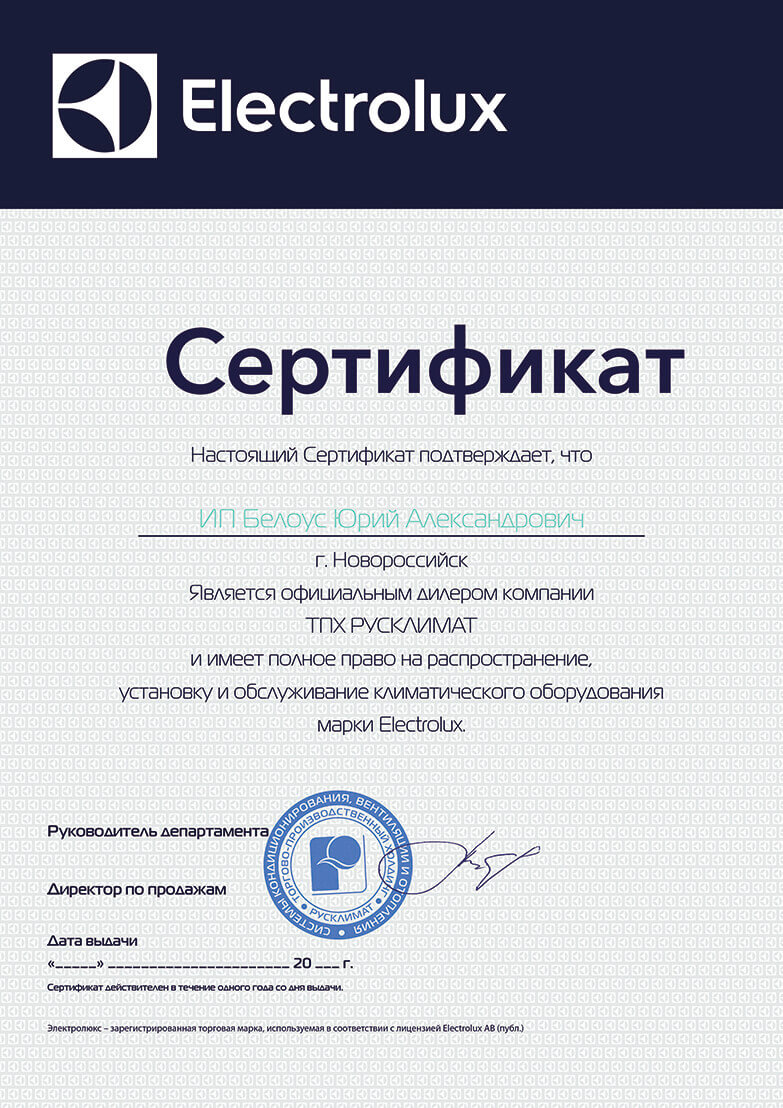 Electrolux
Сертификат
Настоящий Сертификат подтверждает, что
ИП Белоус Юрий Александрович
г. Новороссийск
Является официальным дилером компании
ТПХ РУСКЛИМАТ
и имеет полное право на распространение,
установку и обслуживание климатического оборудования
марки Electrolux.
Руководитель департамента
СИСТЕМЫ КОНДИЦИОНИРОВАНИЯ, ВЕНТИЛЯЦИИ И ОТОПЛЕНИЯ
ТОРГОВО-ПРОИЗВОДСТВЕННЫЙ ХОЛДИНГ
РУСКЛИМАТ
Директор по продажам
Дата выдачи
«_____» ______________________ 20 ___ г.
Сертификат действителен в течение одного года со дня выдачи.
Электролюкс – зарегистрированная торговая марка, используемая в соответствии с лицензией Electrolux AB (публ.)